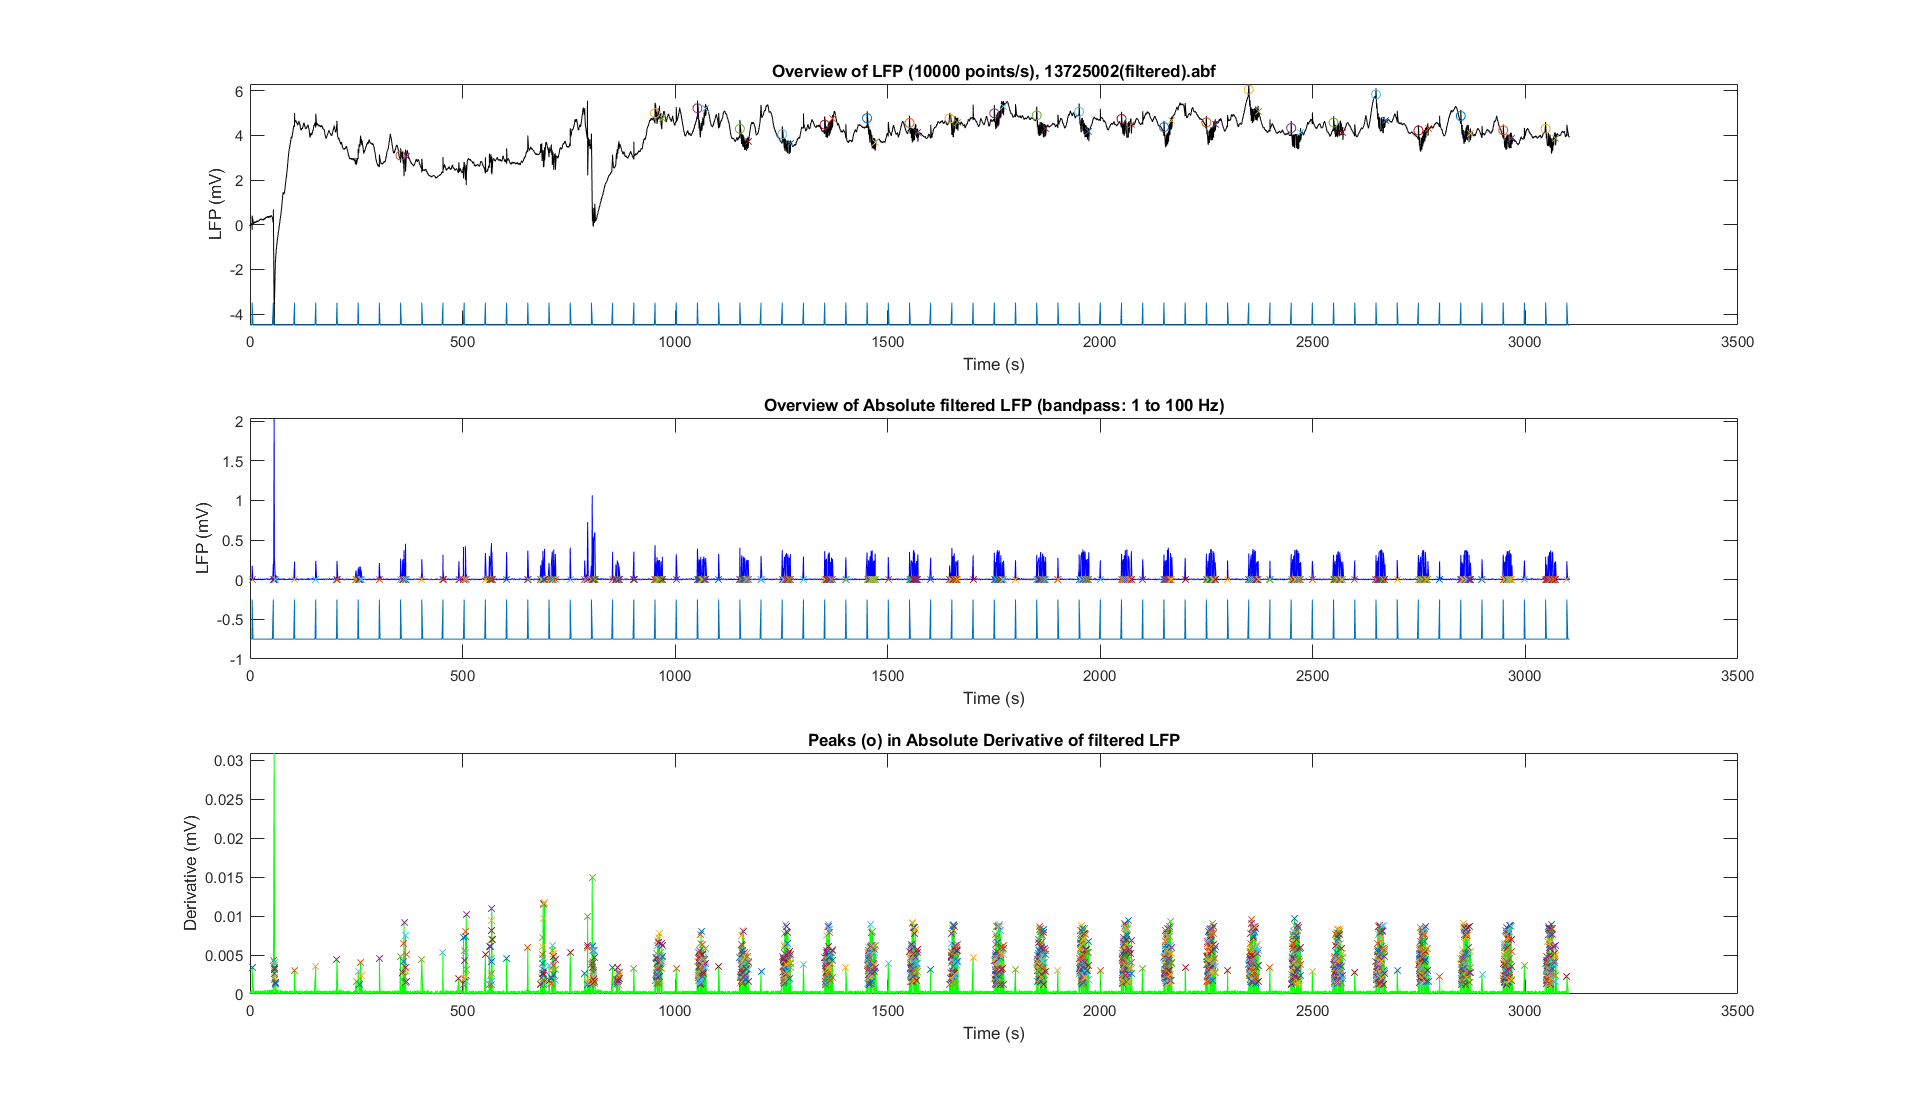 Overview of LFP (10000 points/s), 13725002(filtered).abf
6
4
2
0
-2
-4
LFP (mV)
0 500 1000 1500 2000 2500 3000 3500
Time (s)
Overview of Absolute filtered LFP (bandpass: 1 to 100 Hz)
2
1.5
1
0.5
0
-0.5
-1
LFP (mV)
0 500 1000 1500 2000 2500 3000 3500
Time (s)
Peaks (o) in Absolute Derivative of filtered LFP
0.03
0.025
0.02
0.015
0.01
0.005
0
Derivative (mV)
0 500 1000 1500 2000 2500 3000 3500
Time (s)